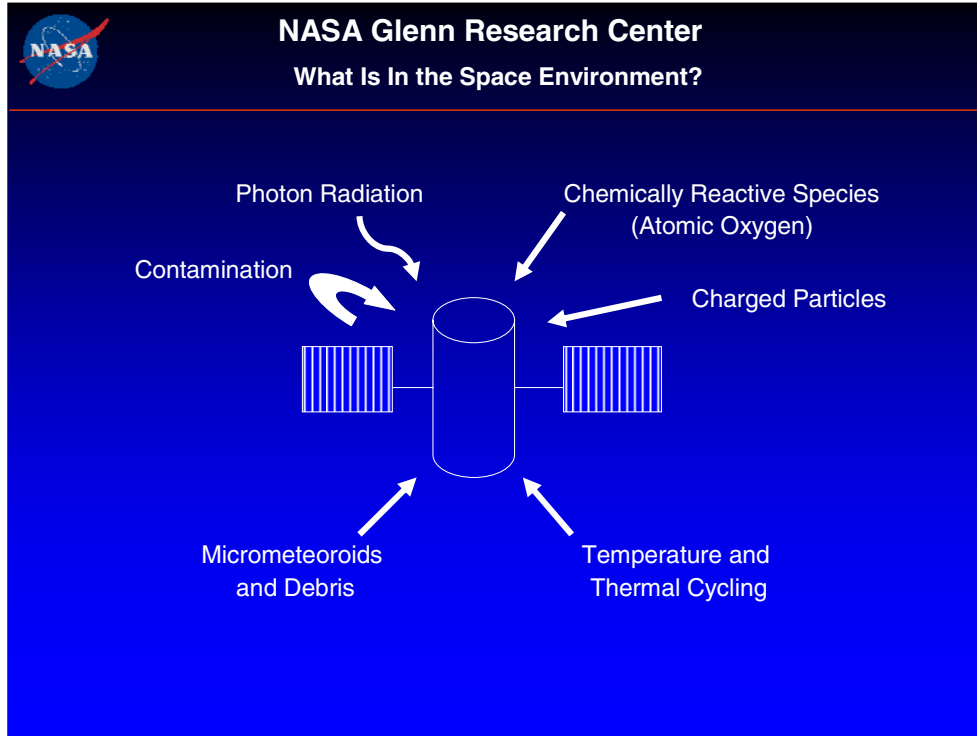 NASA
NASA Glenn Research Center
What Is In the Space Environment?
Photon Radiation
Chemically Reactive Species
(Atomic Oxygen)
Contamination
Charged Particles
Micrometeoroids
and Debris
Temperature and
Thermal Cycling